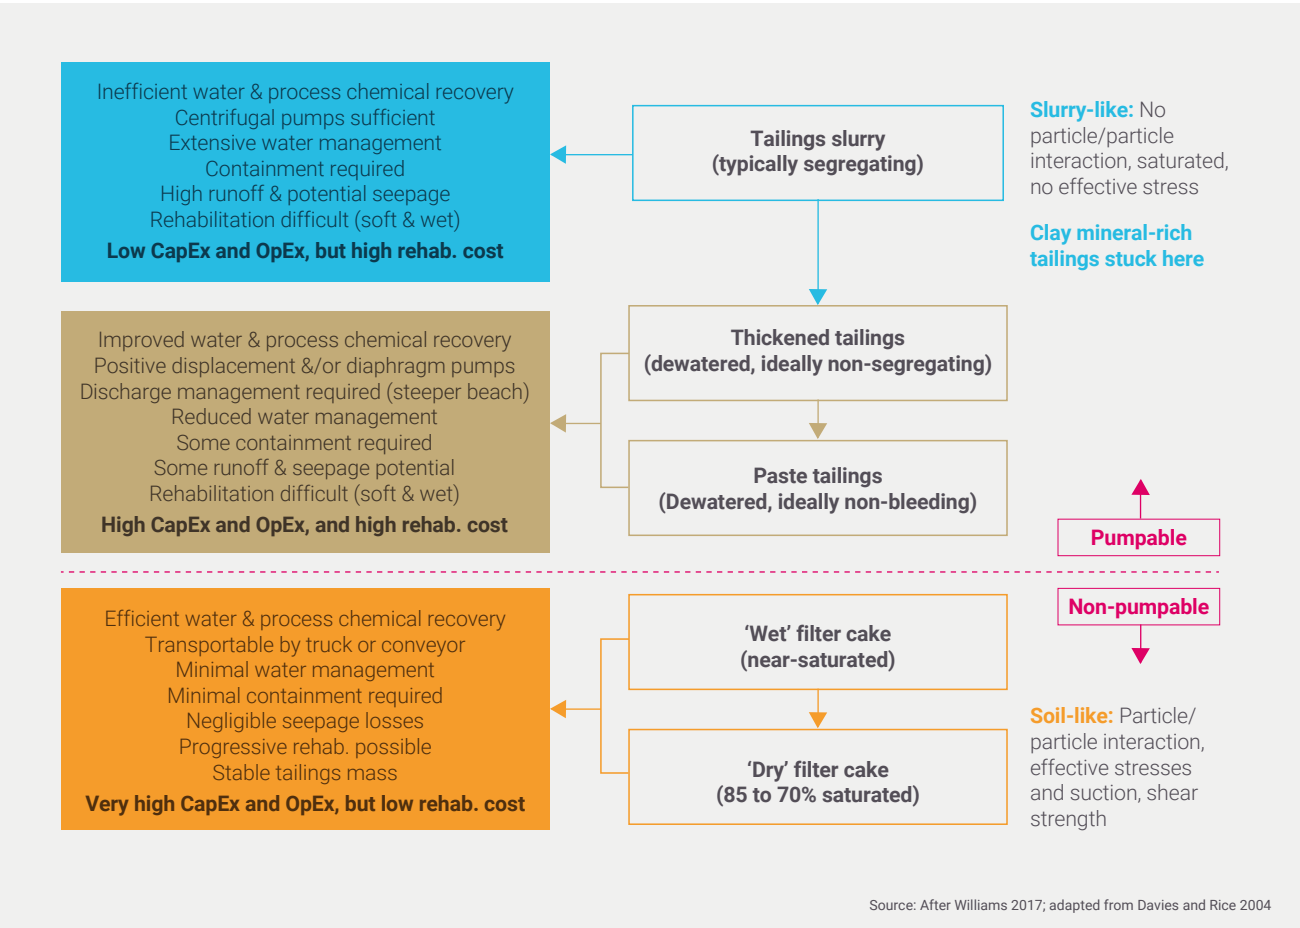 Inefficient water & process chemical recovery
Centrifugal pumps sufficient
Extensive water management
Containment required
High runoff & potential seepage
Rehabilitation difficult (soft & wet)
Low CapEx and OpEx, but high rehab. cost
Tailings slurry
(typically segregating)
Slurry-like: No
particle/particle
interaction, saturated,
no effective stress
Clay mineral-rich
tailings stuck here
Improved water & process chemical recovery
Positive displacement &/or diaphragm pumps
Discharge management required (steeper beach)
Reduced water management
Some containment required
Some runoff & seepage potential
Rehabilitation difficult (soft & wet)
High CapEx and OpEx, and high rehab. cost
Thickened tailings
(dewatered, ideally non-segregating)
Paste tailings
(Dewatered, ideally non-bleeding)
Pumpable
Non-pumpable
Efficient water & process chemical recovery
Transportable by truck or conveyor
Minimal water management
Minimal containment required
Negligible seepage losses
Progressive rehab. possible
Stable tailings mass
Very high CapEx and OpEx, but low rehab. cost
‘Wet’ filter cake
(near-saturated)
‘Dry’ filter cake
(85 to 70% saturated)
Soil-like: Particle/
particle interaction,
effective stresses
and suction, shear
strength
Source: After Williams 2017; adapted from Davies and Rice 2004